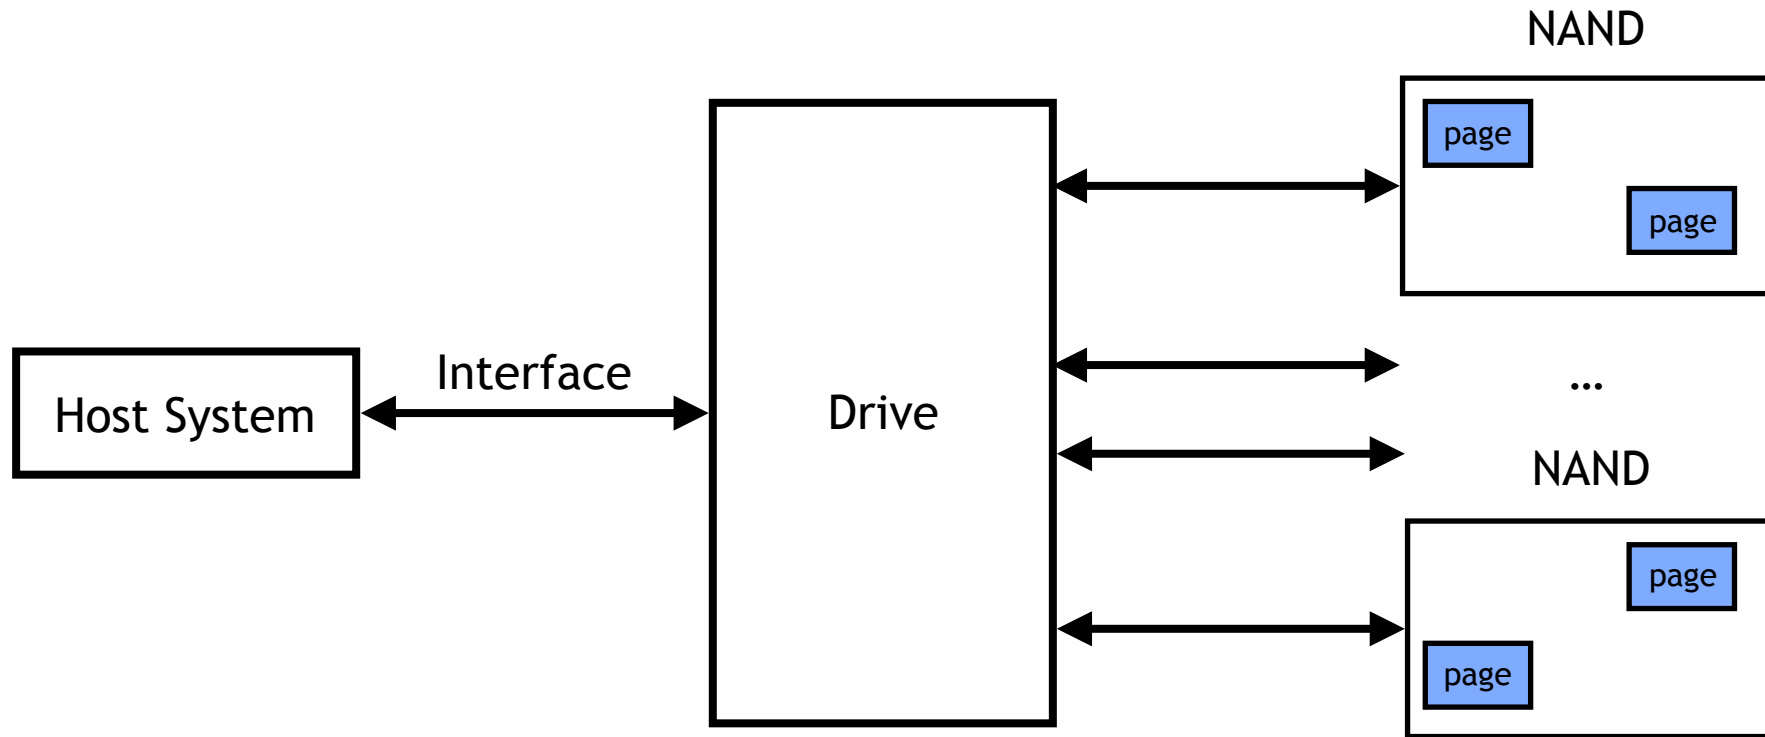 NAND
page
page
Interface
Host System
Drive
...
NAND
page
page